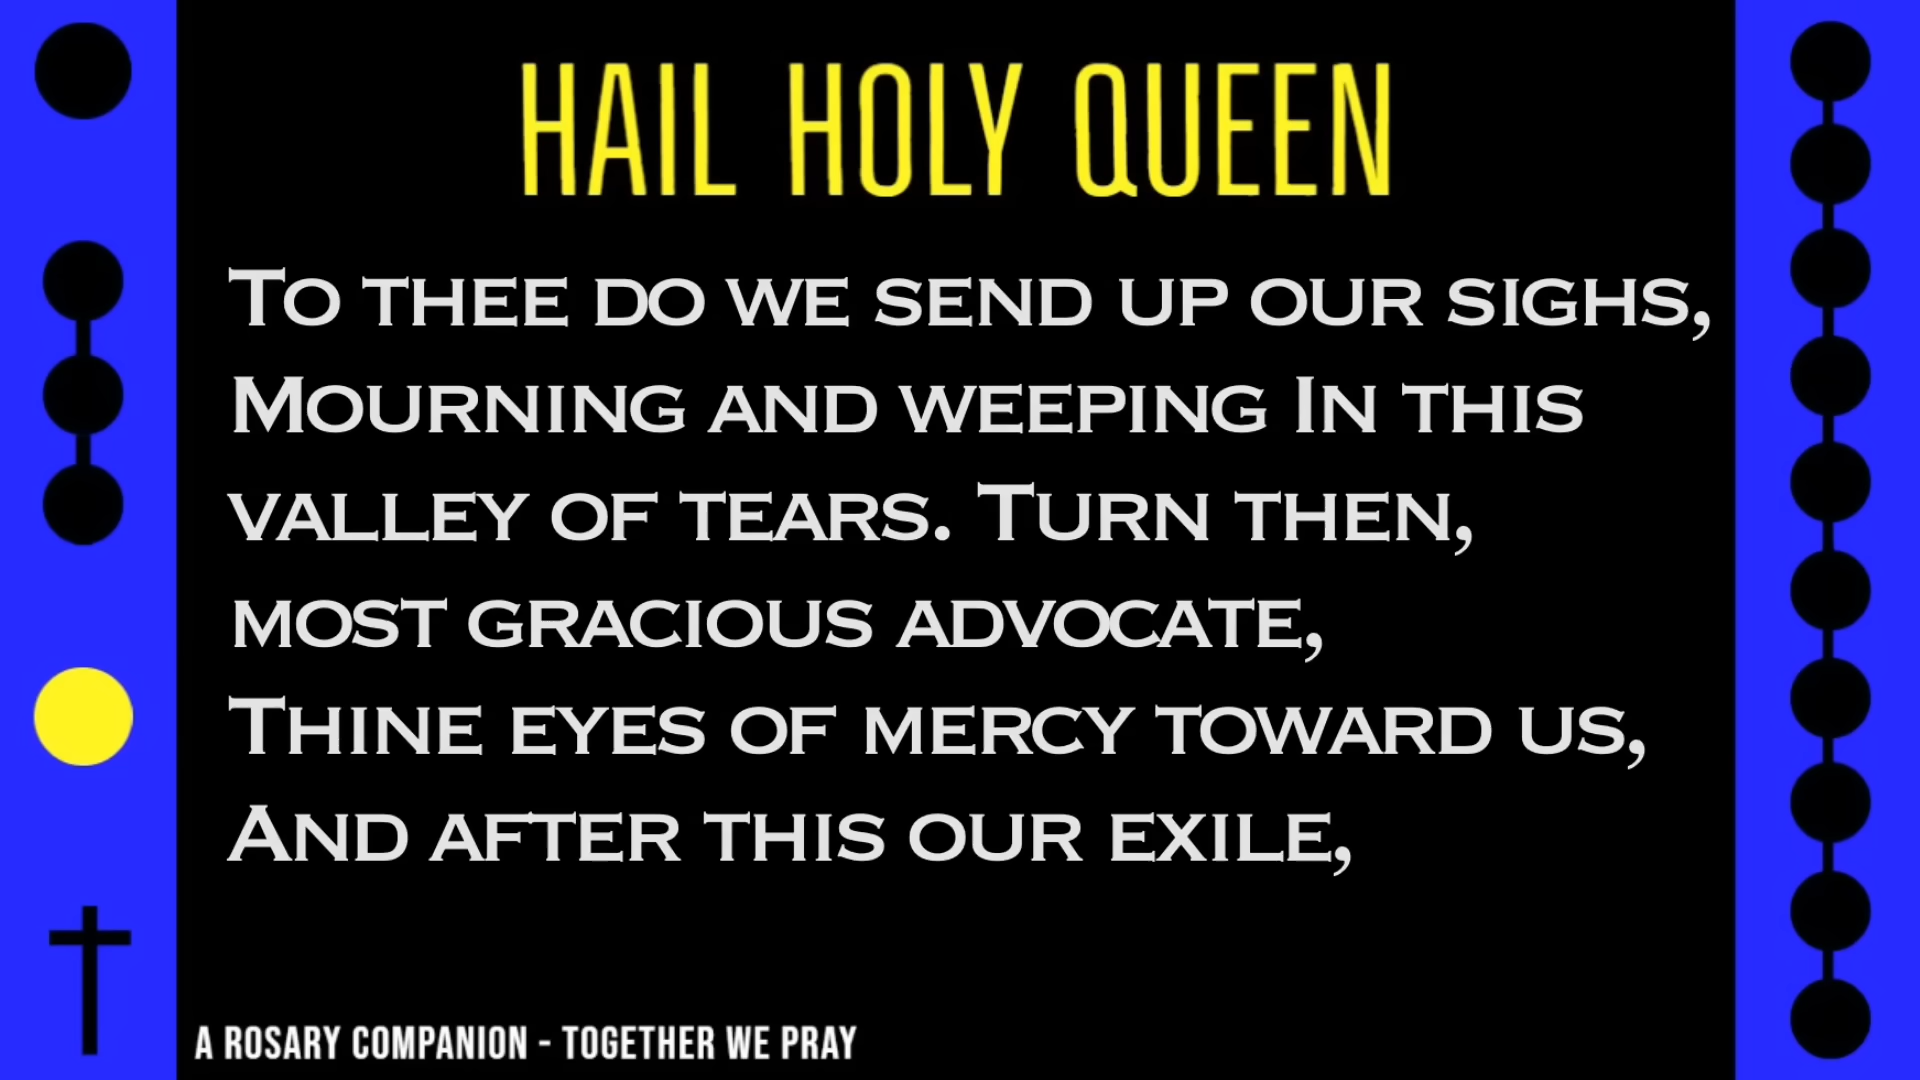 HAIL HOLY QUEEN
To thee do we send up our sighs,
Mourning and weeping In this
valley of tears. Turn then,
most gracious advocate,
Thine eyes of mercy toward us,
And after this our exile,
A ROSARY COMPANION - TOGETHER WE PRAY